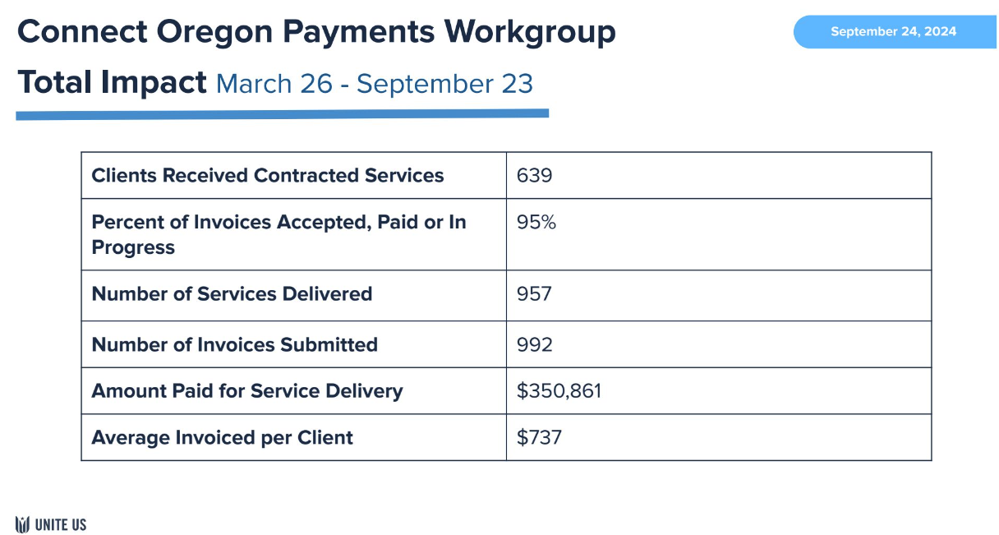 Connect Oregon Payments Workgroup
September 24, 2024
Total Impact March 26 - September 23
Clients Received Contracted Services 639
Percent of Invoices Accepted, Paid or In 95%
Progress
Number of Services Delivered 957
Number of Invoices Submitted 992
Amount Paid for Service Delivery $350,861
Average Invoiced per Client $737
UNITE US